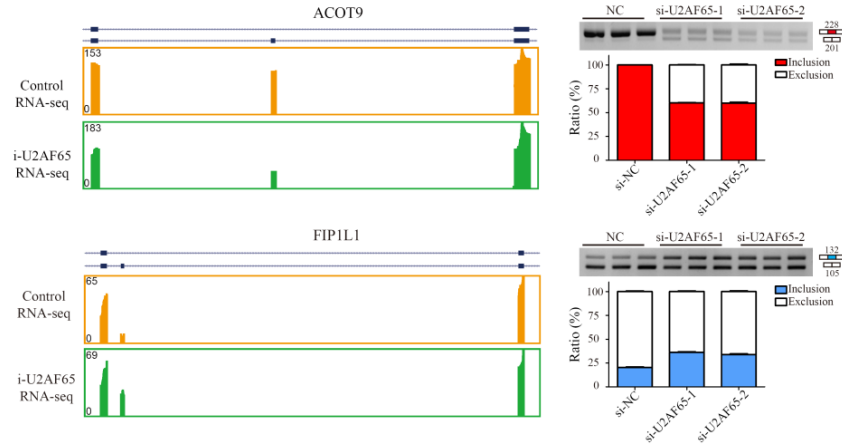 ACOT9
153
Control
RNA-seq
0
183
i-U2AF65
RNA-seq
0
NC si-U2AF65-1 si-U2AF65-2
228
201
Inclusion
Exclusion
Ratio (%)
100
75
50
25
0
si-NC
si-U2AF65-1
si-U2AF65-2
FIP1L1
65
Control
RNA-seq
0
69
i-U2AF65
RNA-seq
0
NC si-U2AF65-1 si-U2AF65-2
132
105
Inclusion
Exclusion
Ratio (%)
100
75
50
25
0
si-NC
si-U2AF65-1
si-U2AF65-2